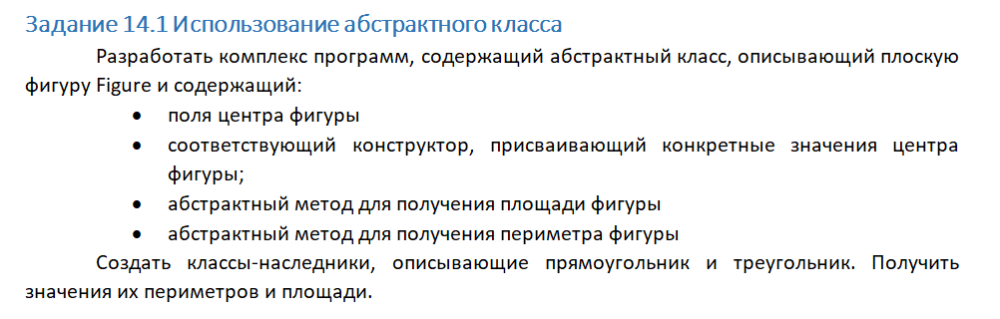 Задание 14.1 Использование абстрактного класса
Разработать комплекс программ, содержащий абстрактный класс, описывающий плоскую
фигуру Figure и содержащий:
• поля центра фигуры
• соответствующий конструктор, присваивающий конкретные значения центра
фигуры;
• абстрактный метод для получения площади фигуры
• абстрактный метод для получения периметра фигуры
Создать классы-наследники, описывающие прямоугольник и треугольник. Получить
значения их периметров и площади.